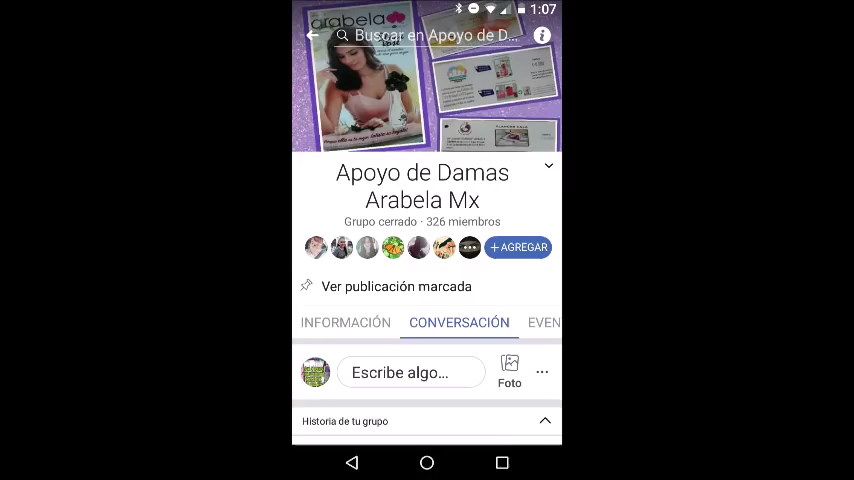 1:07
arabela
Buscar en Apoyo de D...
Apoyo de Damas
Arabela Mx
Grupo cerrado · 326 miembros
+ AGREGAR
Ver publicación marcada
INFORMACIÓN CONVERSACIÓN EVEN
Escribe algo...
Foto
Historia de tu grupo